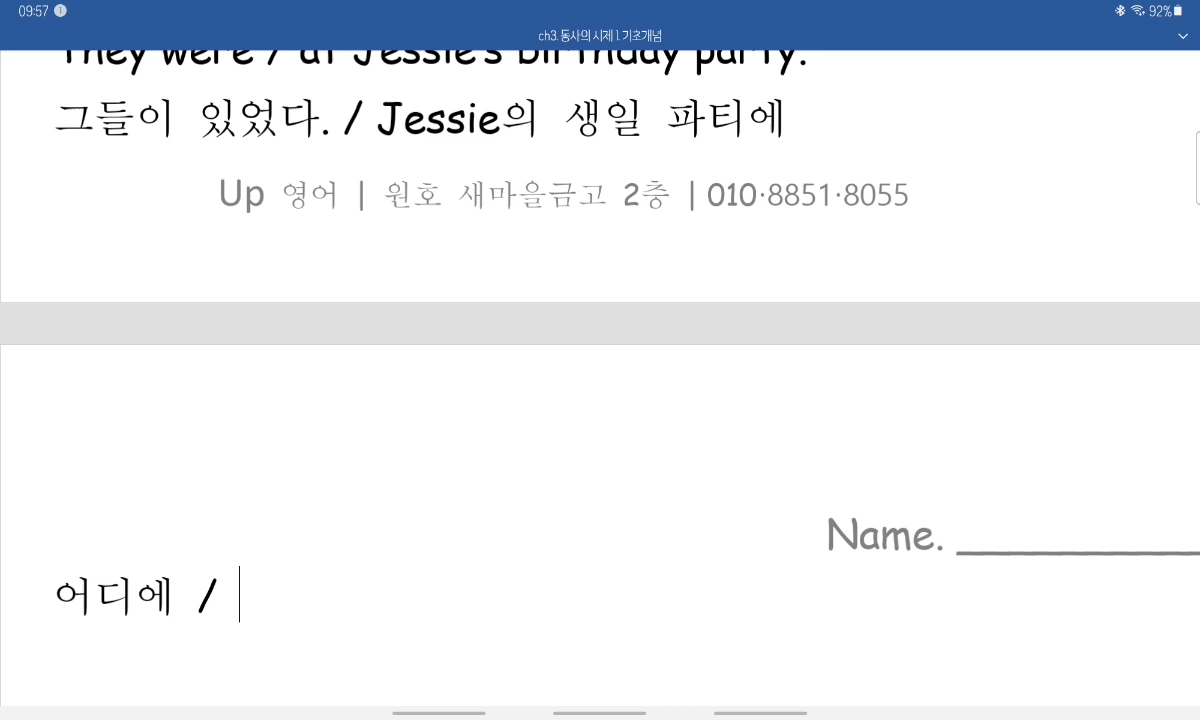 09:57
92%
ch3. 동사의 시제 1. 기초개념
They were / at Jessie's birthday party.
그들이 있었다. / Jessie의 생일 파티에
Up 영어 | 원호 새마을금고 2층 | 010·8851·8055
Name. ____________
어디에 /